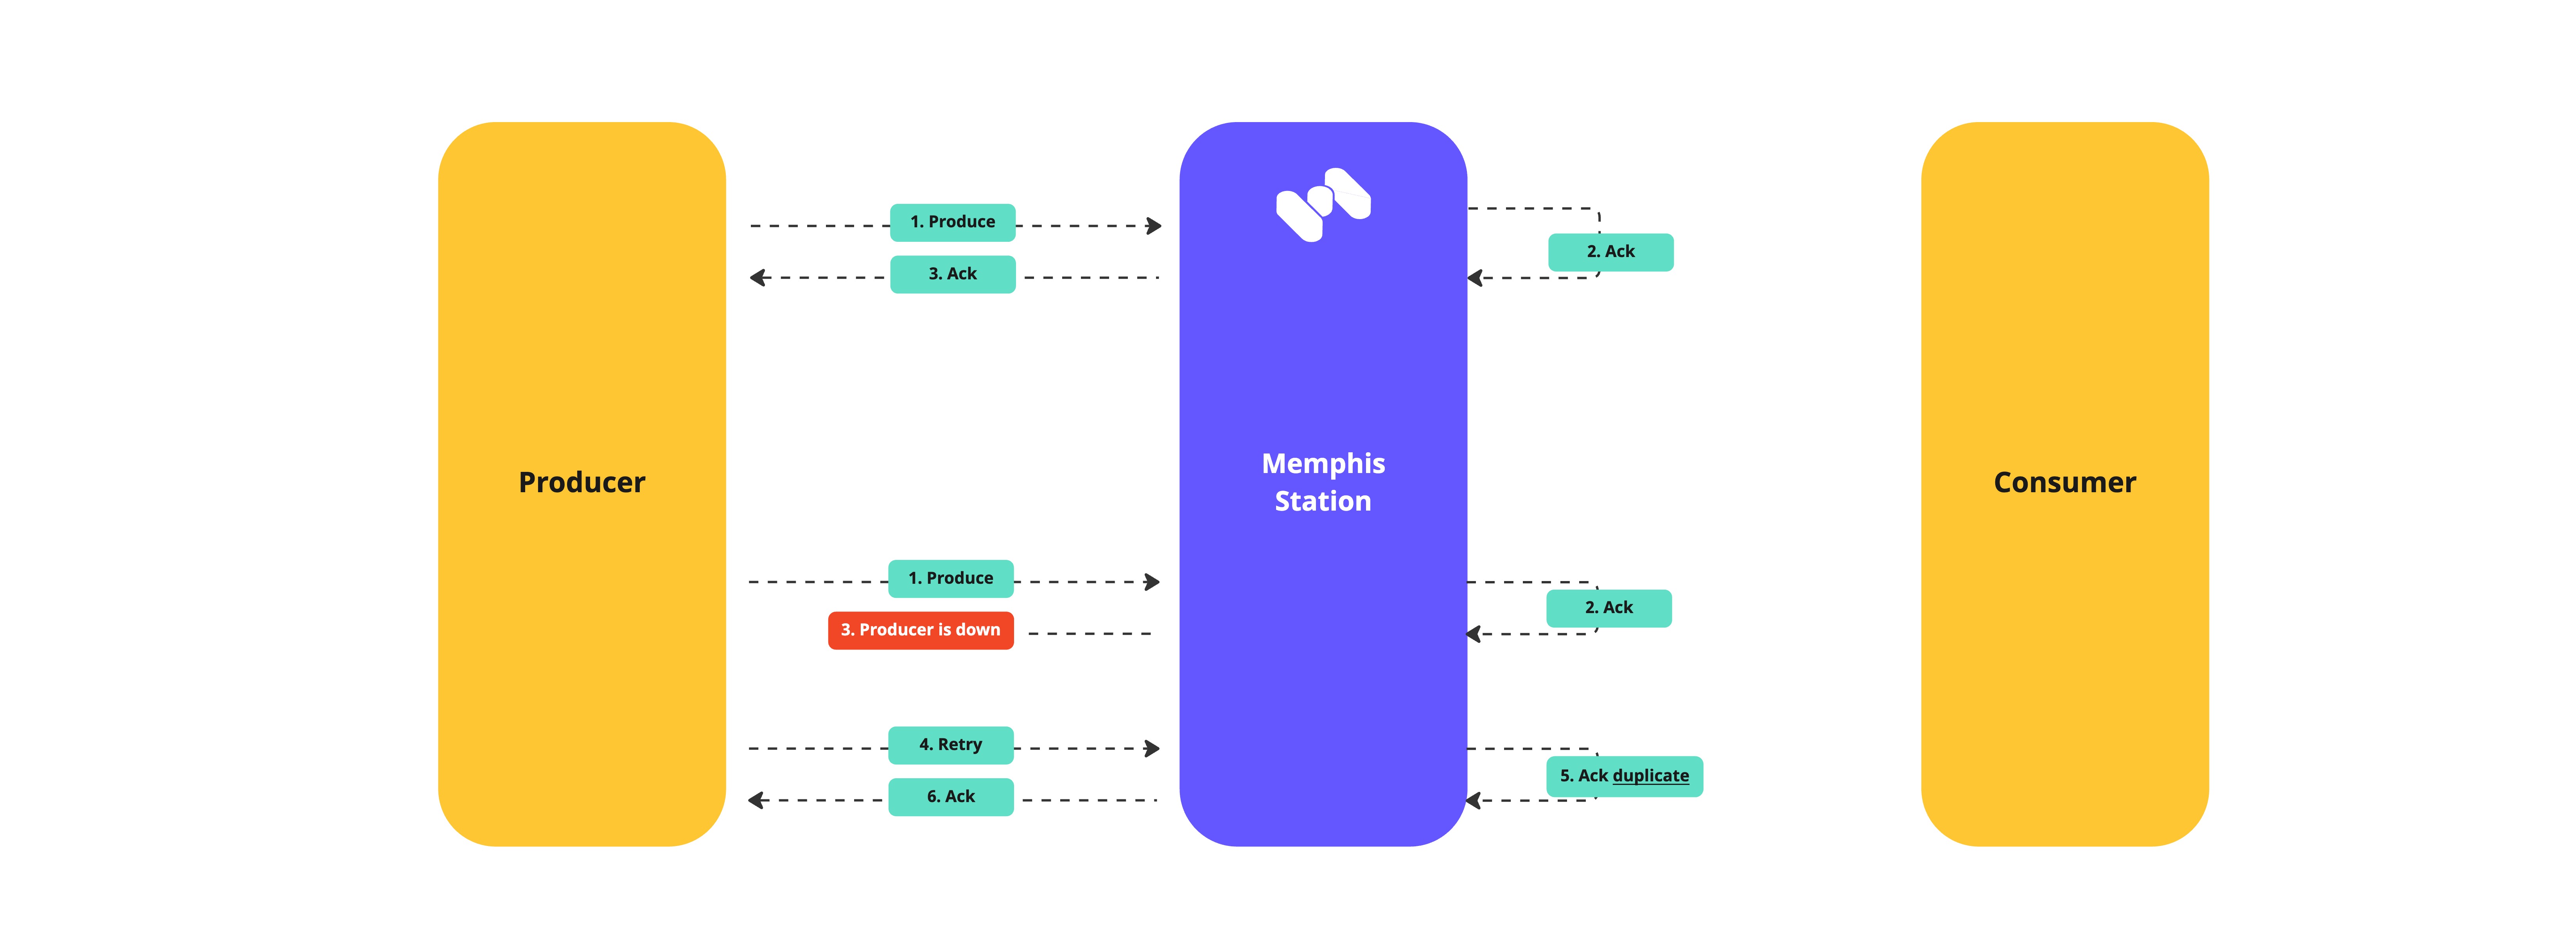 1. Produce
3. Ack
2. Ack
Producer
Memphis
Station
Consumer
1. Produce
3. Producer is down
2. Ack
4. Retry
6. Ack
5. Ack duplicate